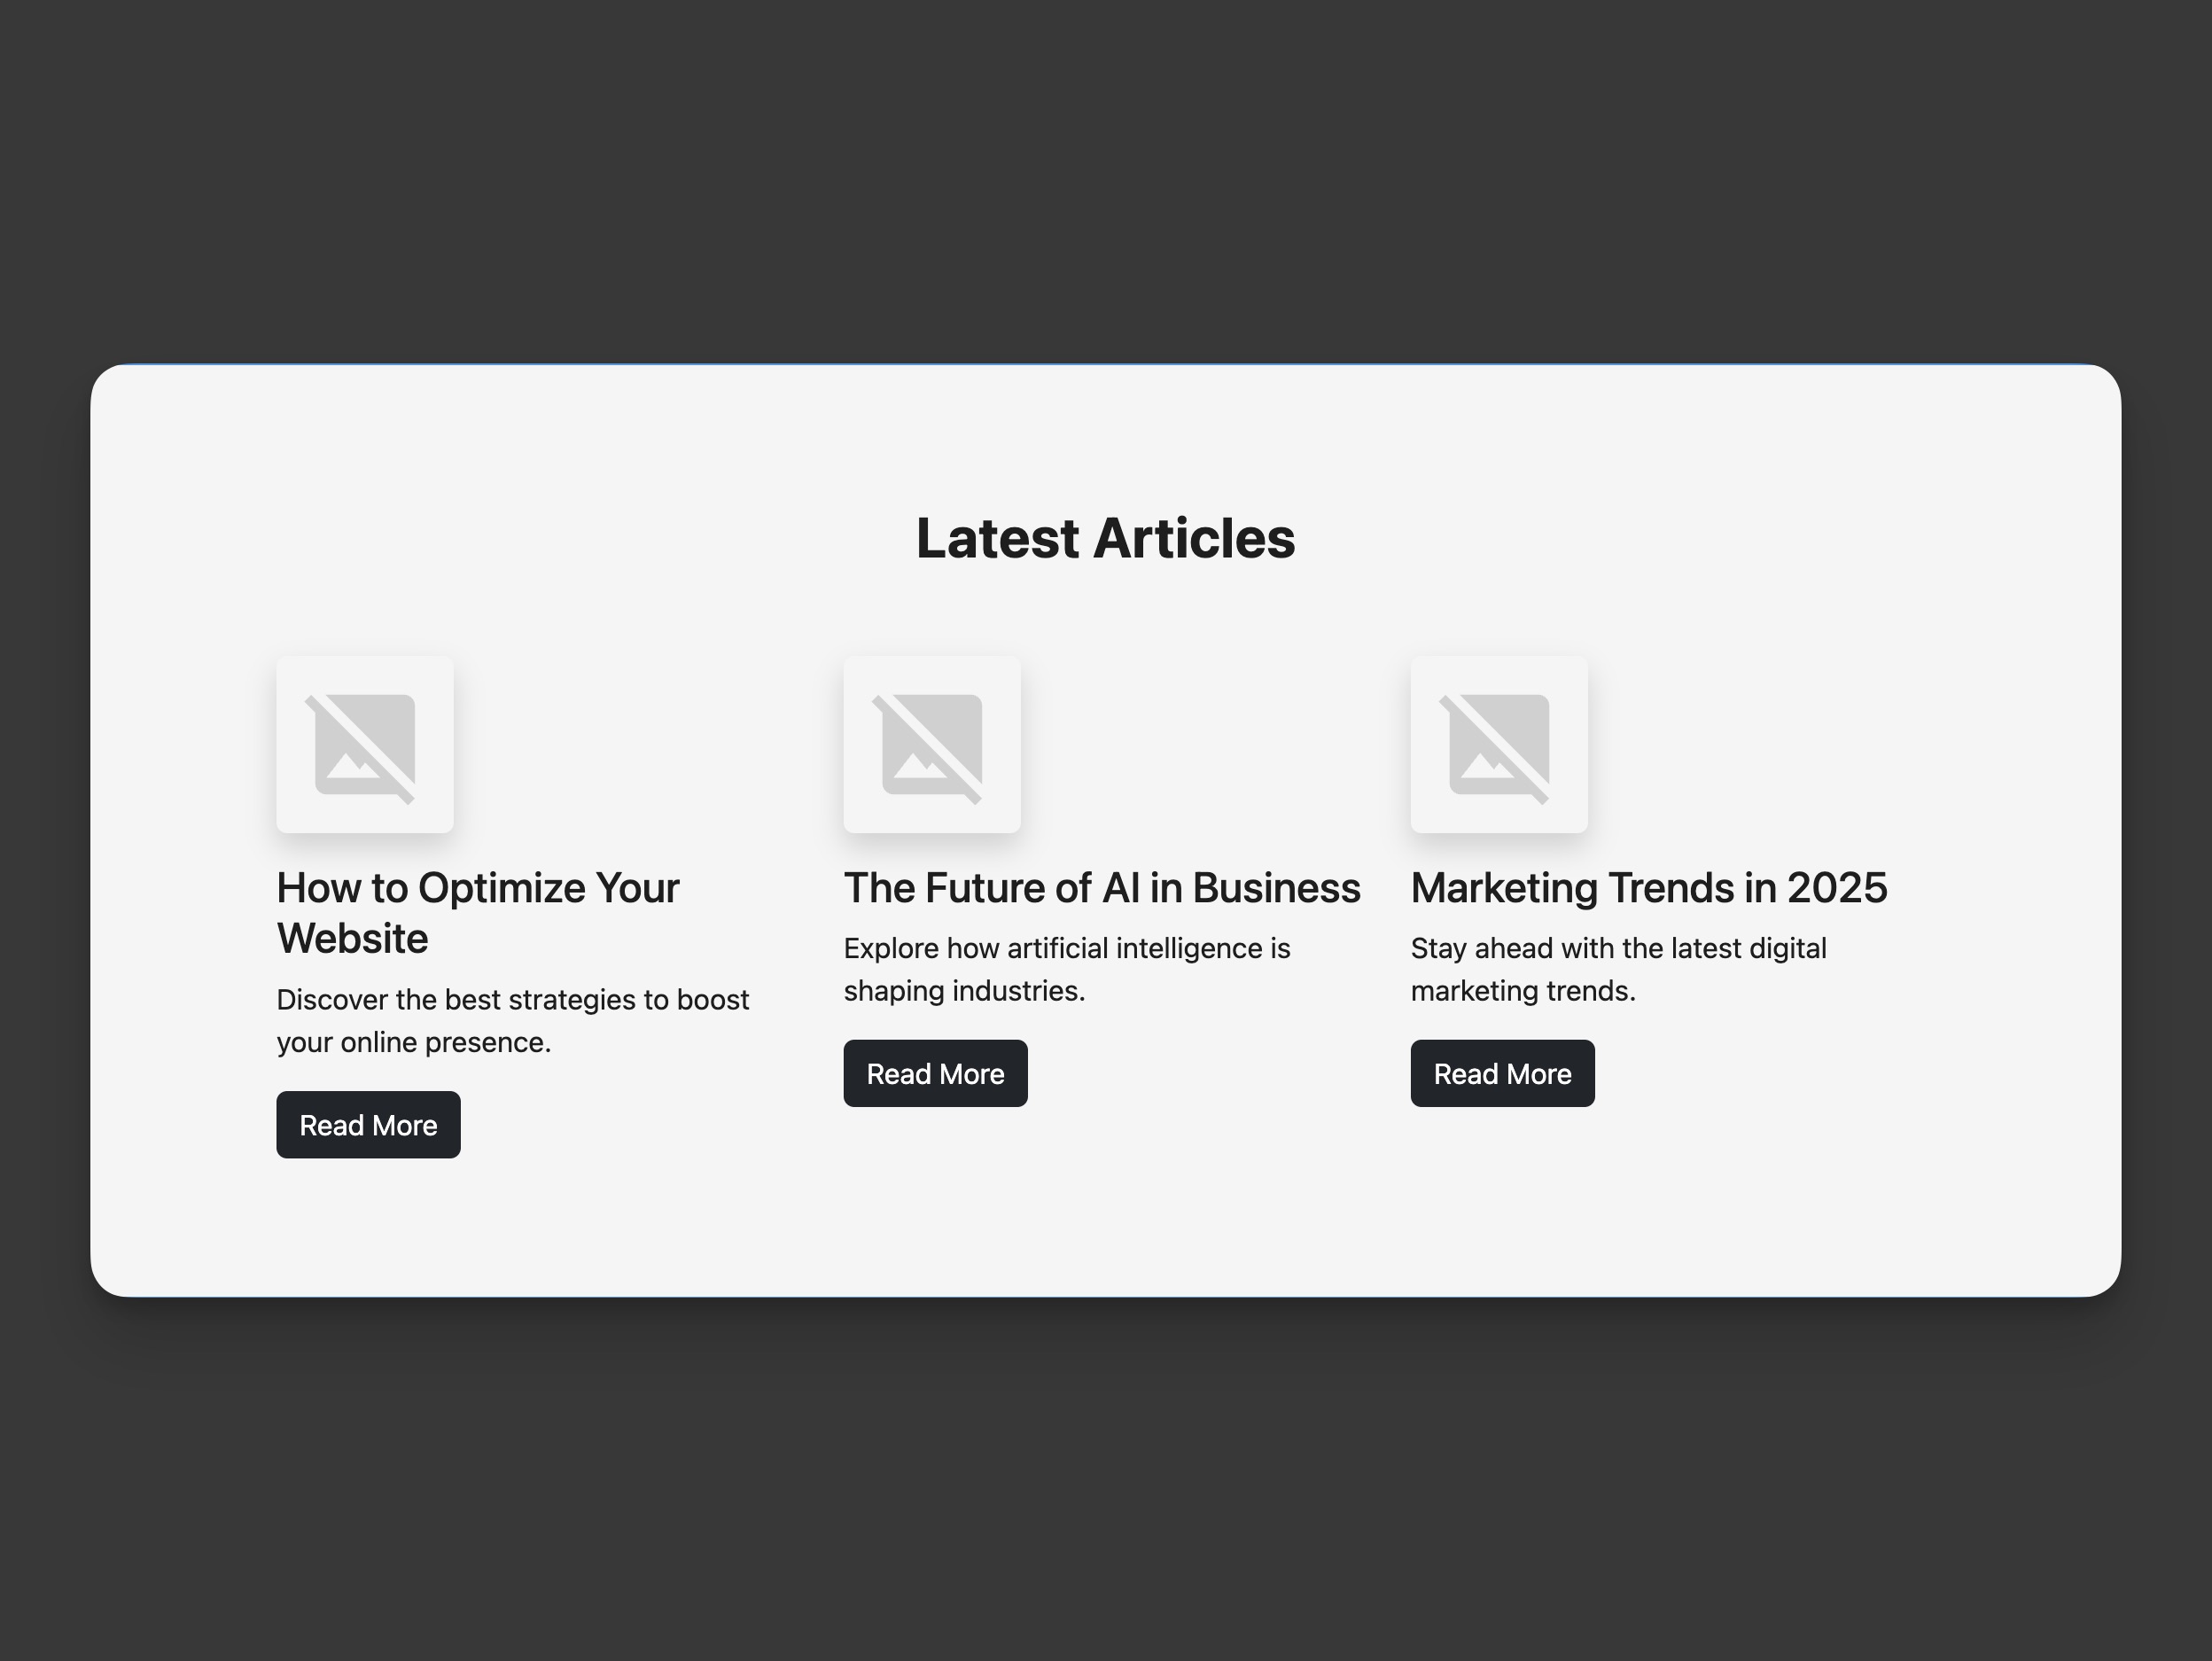 Latest Articles
How to Optimize Your
Website
Discover the best strategies to boost
your online presence.
Read More
The Future of AI in Business
Explore how artificial intelligence is
shaping industries.
Read More
Marketing Trends in 2025
Stay ahead with the latest digital
marketing trends.
Read More